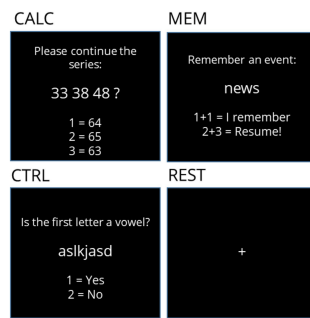 CALC
Please continue the
series:
33 38 48 ?
1 = 64
2 = 65
3 = 63
MEM
Remember an event:
news
1+1 = I remember
2+3 = Resume!
CTRL
Is the first letter a vowel?
aslkjasd
1 = Yes
2 = No
REST
+